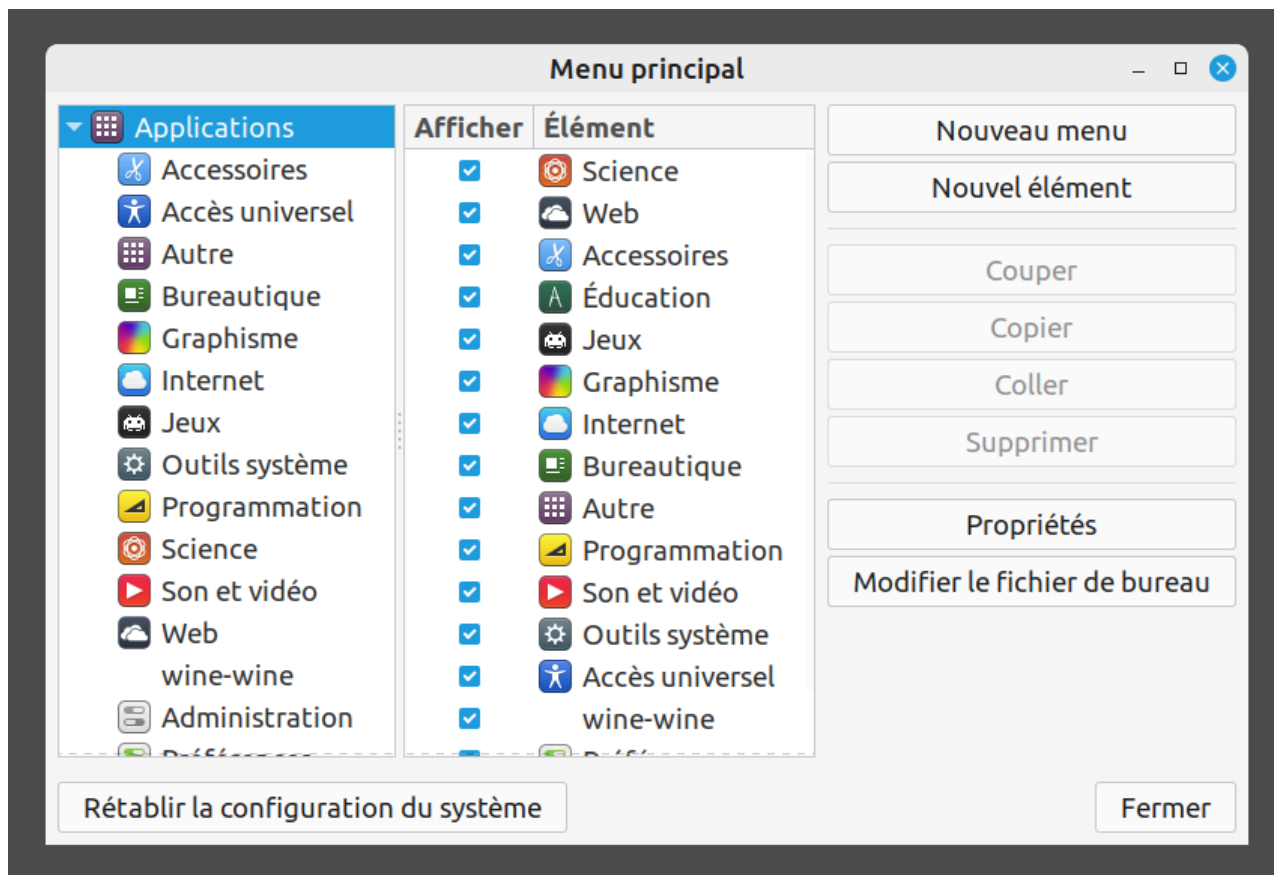 Menu principal
Applications
Accessoires
Accès universel
Autre
Bureautique
Graphisme
Internet
Jeux
Outils système
Programmation
Science
Son et vidéo
Web
wine-wine
Administration
Préférences
Afficher Élément
Science
Web
Accessoires
Éducation
Jeux
Graphisme
Internet
Bureautique
Autre
Programmation
Son et vidéo
Outils système
Accès universel
wine-wine
Nouveau menu
Nouvel élément
Couper
Copier
Coller
Supprimer
Propriétés
Modifier le fichier de bureau
Rétablir la configuration du système
Fermer